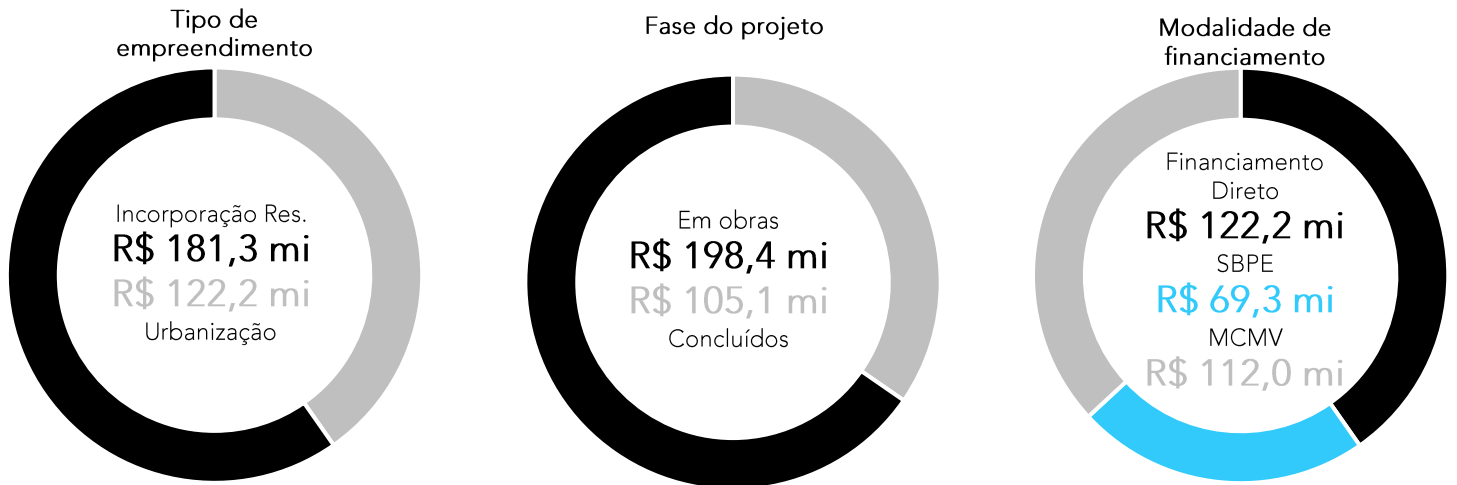 Tipo de
empreendimento
Incorporação Res.
R$ 181,3 mi
R$ 122,2 mi
Urbanização
Fase do projeto
Em obras
R$ 198,4 mi
R$ 105,1 mi
Concluídos
Modalidade de
financiamento
Financiamento
Direto
R$ 122,2 mi
SBPE
R$ 69,3 mi
MCMV
R$ 112,0 mi